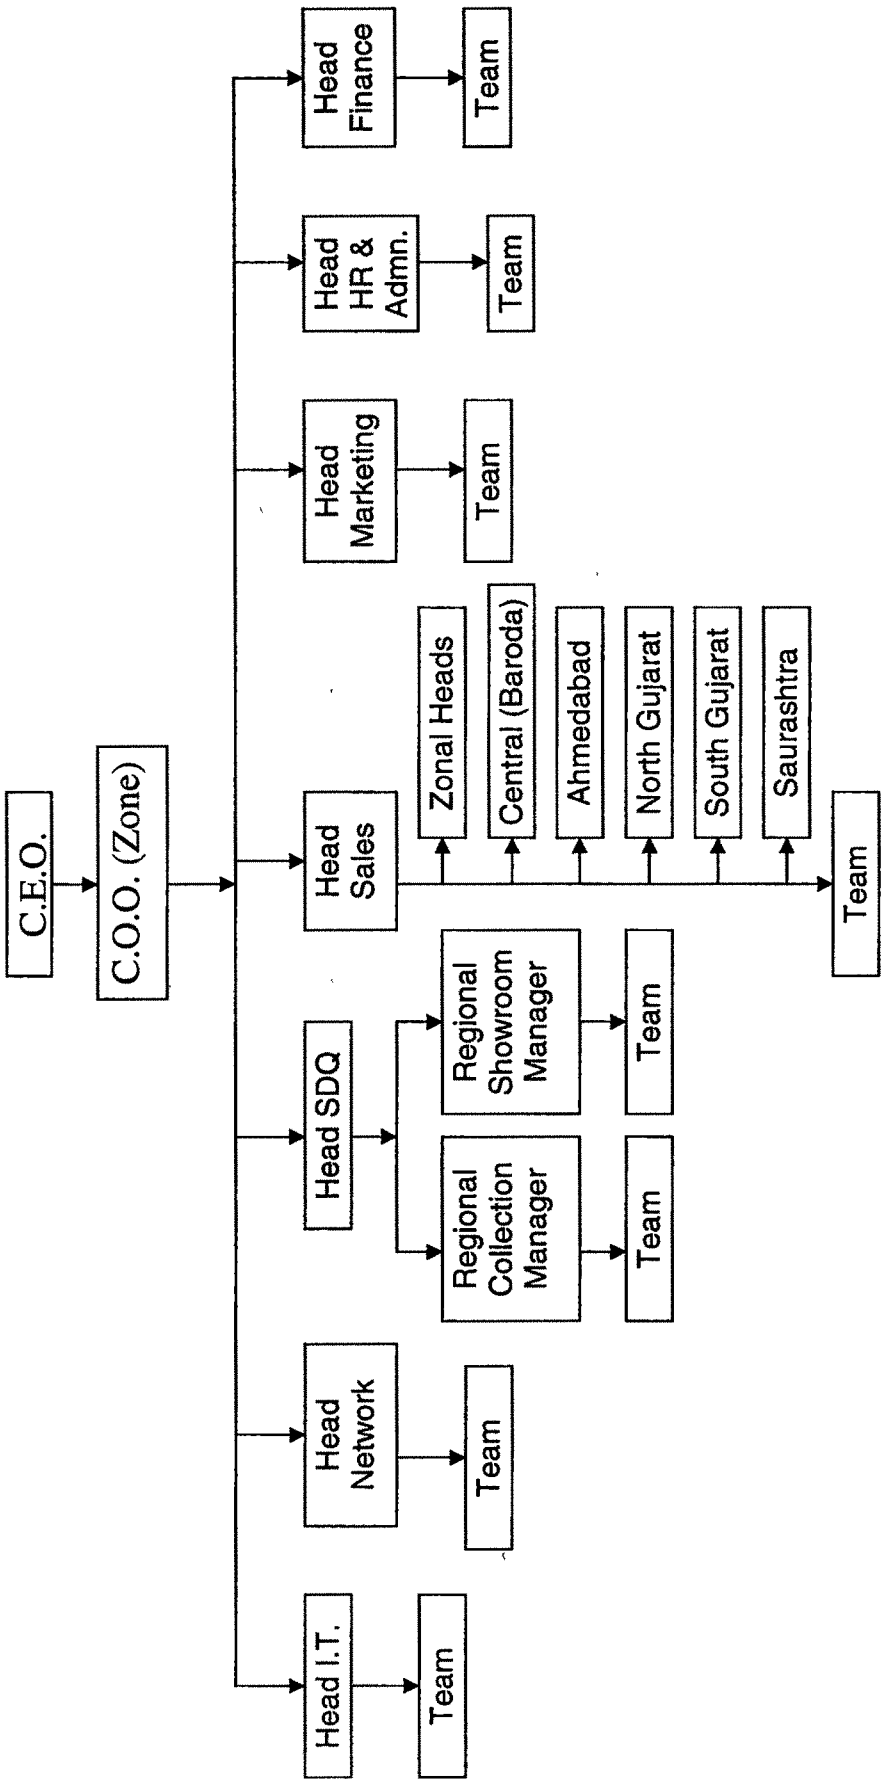 C.E.O.
C.O.O. (Zone)
Head I.T.
Team
Head
Network
Team
Head SDQ
Regional
Collection
Manager
Team
Regional
Showroom
Manager
Team
Head
Sales
Zonal Heads
Central (Baroda)
Ahmedabad
North Gujarat
South Gujarat
Saurashtra
Team
Head
Marketing
Team
Head
HR &
Admn.
Team
Head
Finance
Team